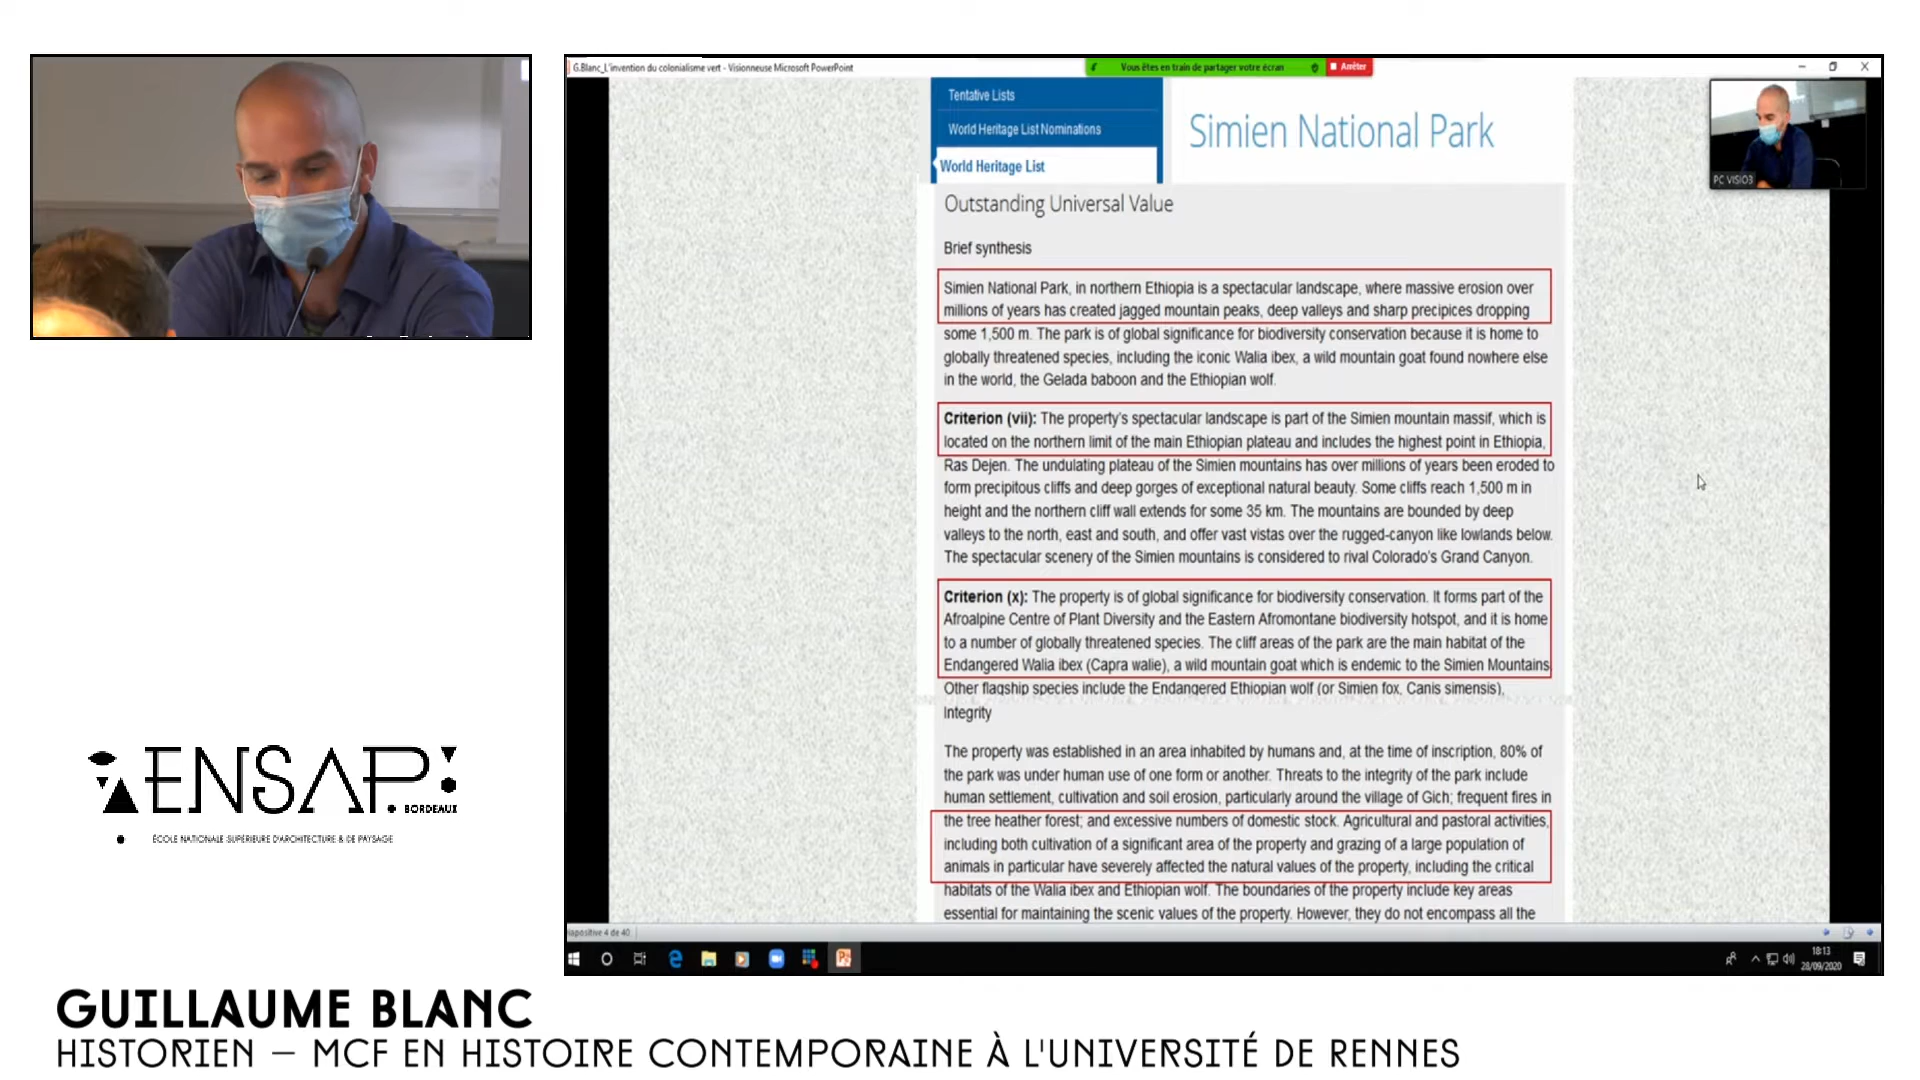 G.Blanc_L'invention du colonialisme vert - Visionneuse Microsoft PowerPoint
Vous êtes en train de partager votre écran
Arrêter
Tentative Lists
World Heritage List Nominations
World Heritage List
Simien National Park
PC VISIO3
Outstanding Universal Value
Brief synthesis
Simien National Park, in northern Ethiopia is a spectacular landscape, where massive erosion over
millions of years has created jagged mountain peaks, deep valleys and sharp precipices dropping
some 1,500 m. The park is of global significance for biodiversity conservation because it is home to
globally threatened species, including the iconic Walia ibex, a wild mountain goat found nowhere else
in the world, the Gelada baboon and the Ethiopian wolf.
Criterion (vii): The property's spectacular landscape is part of the Simien mountain massif, which is
located on the northern limit of the main Ethiopian plateau and includes the highest point in Ethiopia,
Ras Dejen. The undulating plateau of the Simien mountains has over millions of years been eroded to
form precipitous cliffs and deep gorges of exceptional natural beauty. Some cliffs reach 1,500 m in
height and the northern cliff wall extends for some 35 km. The mountains are bounded by deep
valleys to the north, east and south, and offer vast vistas over the rugged-canyon like lowlands below.
The spectacular scenery of the Simien mountains is considered to rival Colorado's Grand Canyon.
Criterion (x): The property is of global significance for biodiversity conservation. It forms part of the
Afroalpine Centre of Plant Diversity and the Eastern Afromontane biodiversity hotspot, and it is home
to a number of globally threatened species. The cliff areas of the park are the main habitat of the
Endangered Walia ibex (Capra walie), a wild mountain goat which is endemic to the Simien Mountains
Other flagship species include the Endangered Ethiopian wolf (or Simien fox, Canis simensis),
Integrity
The property was established in an area inhabited by humans and, at the time of inscription, 80% of
the park was under human use of one form or another. Threats to the integrity of the park include
human settlement, cultivation and soil erosion, particularly around the village of Gich; frequent fires in
the tree heather forest; and excessive numbers of domestic stock. Agricultural and pastoral activities,
including both cultivation of a significant area of the property and grazing of a large population of
animals in particular have severely affected the natural values of the property, including the critical
habitats of the Walia ibex and Ethiopian wolf. The boundaries of the property include key areas
essential for maintaining the scenic values of the property. However, they do not encompass all the
iapositive 4 de 40
18:13
28/09/2020
ENSAP
BORDEAUX
ÉCOLE NATIONALE SUPÉRIEURE D'ARCHITECTURE & DE PAYSAGE
GUILLAUME BLANC
HISTORIEN – MCF EN HISTOIRE CONTEMPORAINE À L'UNIVERSITÉ DE RENNES